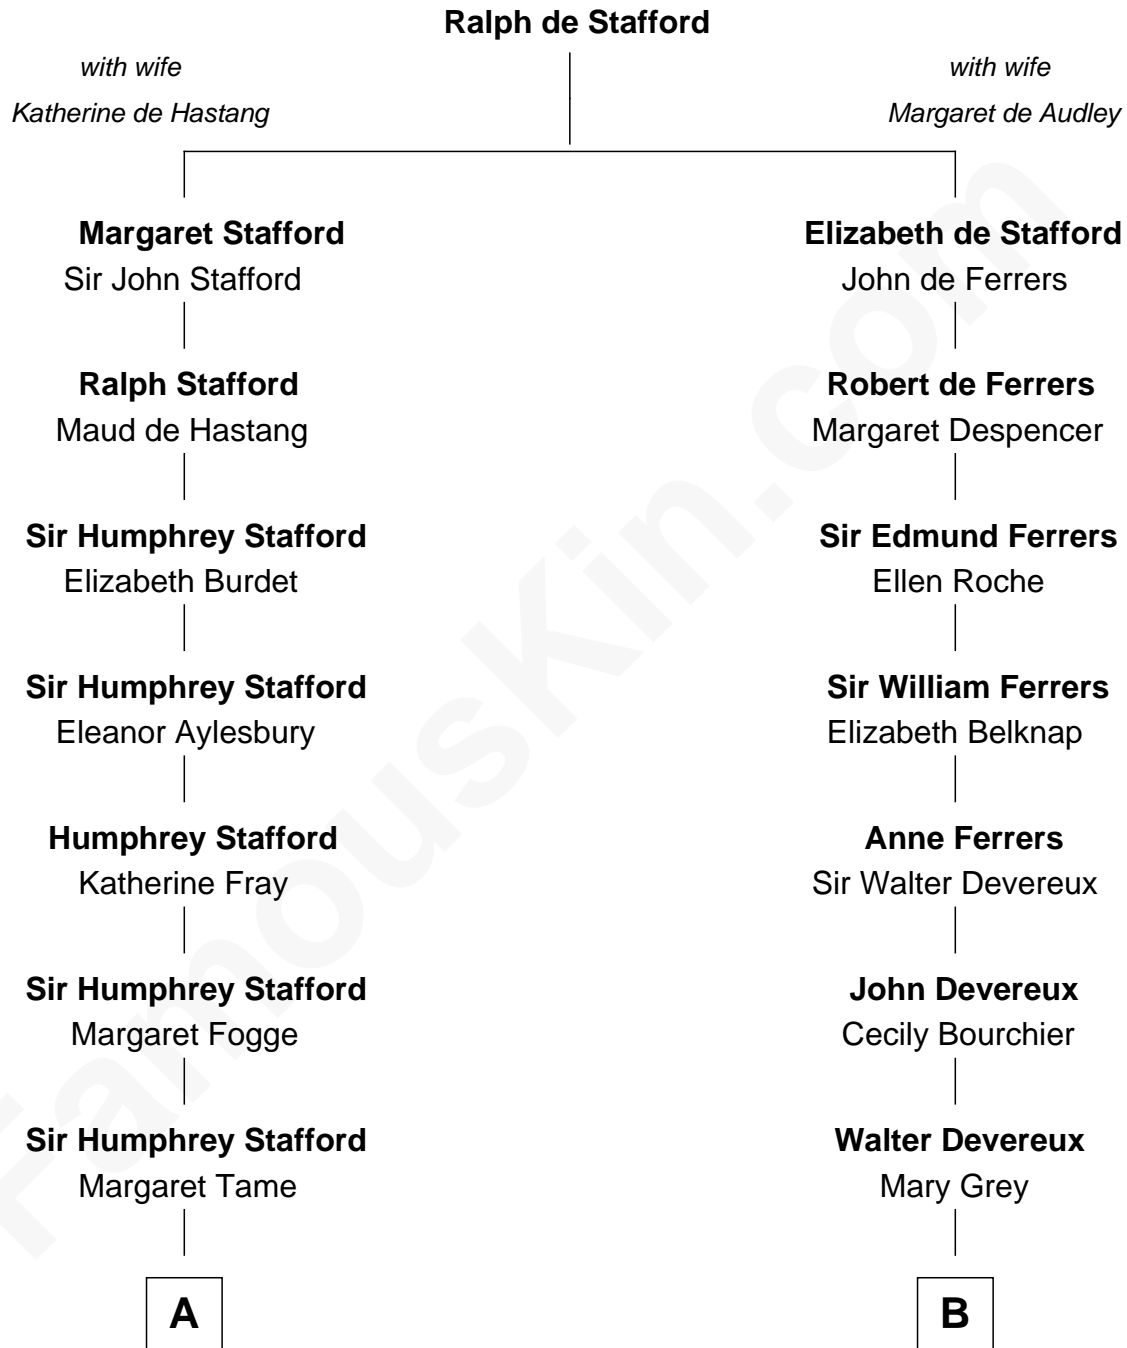 Ralph de Stafford
with wife
Katherine de Hastang
with wife
Margaret de Audley
Margaret Stafford
Sir John Stafford
Elizabeth de Stafford
John de Ferrers
Ralph Stafford
Maud de Hastang
Robert de Ferrers
Margaret Despencer
Sir Humphrey Stafford
Elizabeth Burdet
Sir Edmund Ferrers
Ellen Roche
Sir Humphrey Stafford
Eleanor Aylesbury
Sir William Ferrers
Elizabeth Belknap
Humphrey Stafford
Katherine Fray
Anne Ferrers
Sir Walter Devereux
Sir Humphrey Stafford
Margaret Fogge
John Devereux
Cecily Bourchier
Sir Humphrey Stafford
Margaret Tame
Walter Devereux
Mary Grey
A
B
FamousKin.com